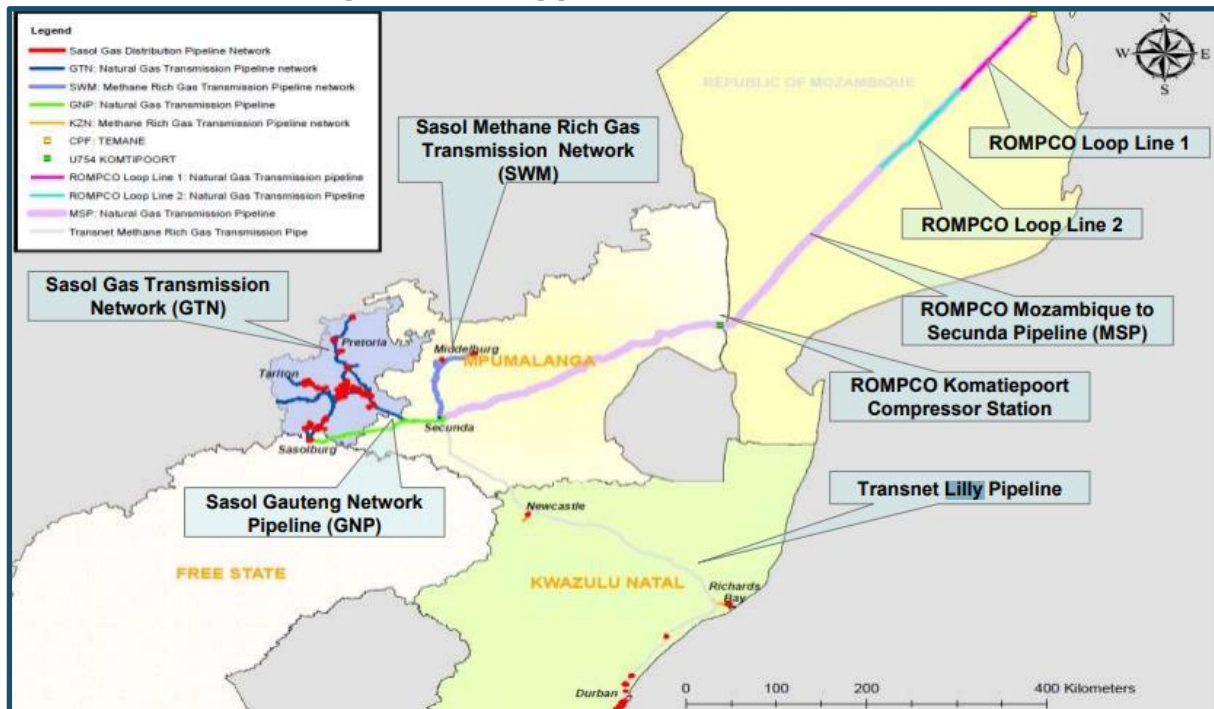 Legend
Sasol Gas Distribution Pipeline Network
GTN: Natural Gas Transmission Pipeline network
SWM: Methane Rich Gas Transmission Pipeline network
GNP: Natural Gas Transmission Pipeline
KZN: Methane Rich Gas Transmission Pipeline network
CPF: TEMANE
U754 KOMTIPOORT
ROMPCO Loop Line 1: Natural Gas Transmission pipeline
ROMPCO Loop Line 2: Natural Gas Transmission Pipeline
MSP: Natural Gas Transmission Pipeline
Transnet Methane Rich Gas Transmission Pipe
N
W
E
S
REPUBLIC OF MOZAMBIQUE
Sasol Methane Rich Gas
Transmission Network
(SWM)
ROMPCO Loop Line 1
ROMPCO Loop Line 2
Sasol Gas Transmission
Network (GTN)
ROMPCO Mozambique to
Secunda Pipeline (MSP)
Pretoria
Middelburg
MPUMALANGA
Tarlton
ROMPCO Komatiepoort
Compressor Station
Secunda
Sasolburg
Sasol Gauteng Network
Pipeline (GNP)
Transnet Lilly Pipeline
Newcastle
FREE STATE
KWAZULU NATAL
Richards
Bay
Durban
0 100 200 400 Kilometers